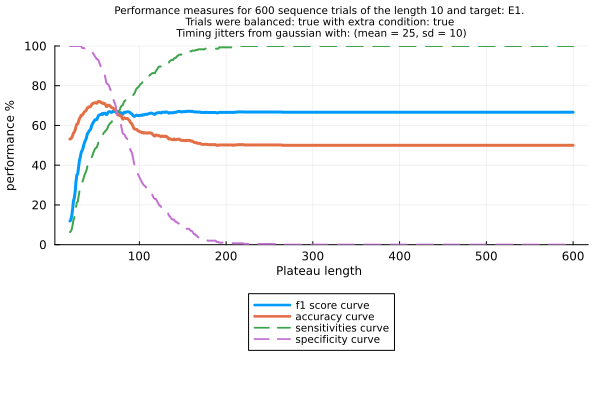 Performance measures for 600 sequence trials of the length 10 and target: E1.
Trials were balanced: true with extra condition: true
Timing jitters from gaussian with: (mean = 25, sd = 10)
100
80
60
40
20
0
performance %
100 200 300 400 500 600
Plateau length
f1 score curve
accuracy curve
sensitivities curve
specificity curve